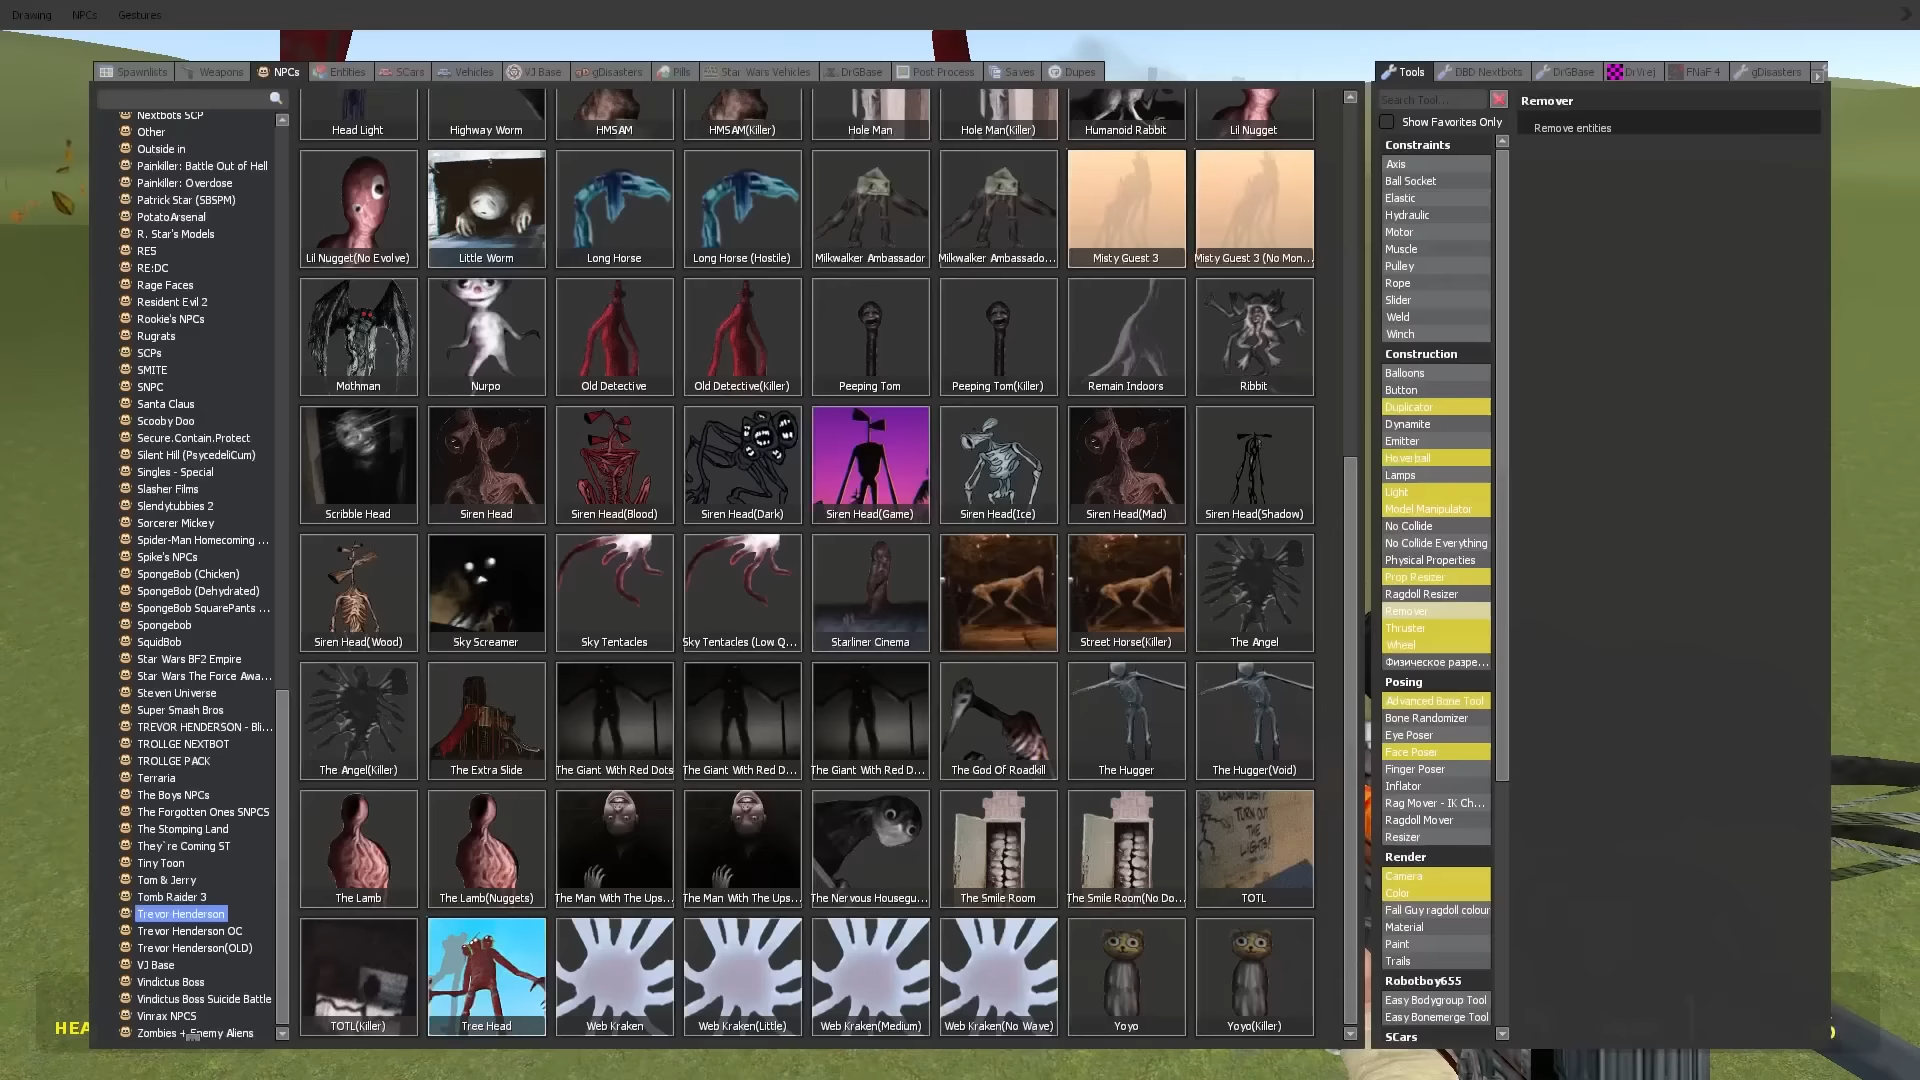 Drawing NPCs Gestures
Spawnlists Weapons NPCs Entities SCars Vehicles VJ Base gDisasters Pills Star Wars Vehicles DrGBase Post Process Saves Dupes
Tools DBD Nextbots DrGBase DrVrej FNaF 4 gDisasters
Nextbots SCP
Other
Outside in
Painkiller: Battle Out of Hell
Painkiller: Overdose
Patrick Star (SBSPM)
PotatoArsenal
R. Star's Models
RE5
RE:DC
Rage Faces
Resident Evil 2
Rookie's NPCs
Rugrats
SCPs
SMITE
SNPC
Santa Claus
Scooby Doo
Secure.Contain.Protect
Silent Hill (PsycedeliCum)
Singles - Special
Slasher Films
Slendytubbies 2
Sorcerer Mickey
Spider-Man Homecoming ...
Spike's NPCs
SpongeBob (Chicken)
SpongeBob (Dehydrated)
SpongeBob SquarePants ...
Spongebob
SquidBob
Star Wars BF2 Empire
Star Wars The Force Awa...
Steven Universe
Super Smash Bros
TREVOR HENDERSON - Bli...
TROLLGE NEXTBOT
TROLLGE PACK
Terraria
The Boys NPCs
The Forgotten Ones SNPCS
The Stomping Land
They`re Coming ST
Tiny Toon
Tom & Jerry
Tomb Raider 3
Trevor Henderson
Trevor Henderson OC
Trevor Henderson(OLD)
VJ Base
Vindictus Boss
Vindictus Boss Suicide Battle
Vinrax NPCS
Zombies + Enemy Aliens
HEA
Head Light Highway Worm HMSAM HMSAM(Killer) Hole Man Hole Man(Killer) Humanoid Rabbit Lil Nugget
Lil Nugget(No Evolve) Little Worm Long Horse Long Horse (Hostile) Milkwalker Ambassador Milkwalker Ambassado... Misty Guest 3 Misty Guest 3 (No Mon...
Mothman Nurpo Old Detective Old Detective(Killer) Peeping Tom Peeping Tom(Killer) Remain Indoors Ribbit
Scribble Head Siren Head Siren Head(Blood) Siren Head(Dark) Siren Head(Game) Siren Head(Ice) Siren Head(Mad) Siren Head(Shadow)
Siren Head(Wood) Sky Screamer Sky Tentacles Sky Tentacles (Low Q... Starliner Cinema Street Horse(Killer) The Angel
The Angel(Killer) The Extra Slide The Giant With Red Dots The Giant With Red D... The Giant With Red D... The God Of Roadkill The Hugger The Hugger(Void)
TURN OUT
THE
LIGHTS
The Lamb The Lamb(Nuggets) The Man With The Ups... The Man With The Ups... The Nervous Housegu... The Smile Room The Smile Room(No Do... TOTL
TOTL(Killer) Tree Head Web Kraken Web Kraken(Little) Web Kraken(Medium) Web Kraken(No Wave) Yoyo Yoyo(Killer)
Search Tool...
Show Favorites Only
Constraints
Axis
Ball Socket
Elastic
Hydraulic
Motor
Muscle
Pulley
Rope
Slider
Weld
Winch
Construction
Balloons
Button
Duplicator
Dynamite
Emitter
Hoverball
Lamps
Light
Model Manipulator
No Collide
No Collide Everything
Physical Properties
Prop Resizer
Ragdoll Resizer
Remover
Thruster
Wheel
Физическое разре...
Posing
Advanced Bone Tool
Bone Randomizer
Eye Poser
Face Poser
Finger Poser
Inflator
Rag Mover - IK Ch...
Ragdoll Mover
Resizer
Render
Camera
Color
Fall Guy ragdoll colour
Material
Paint
Trails
Robotboy655
Easy Bodygroup Tool
Easy Bonemerge Tool
SCars
Remover
Remove entities